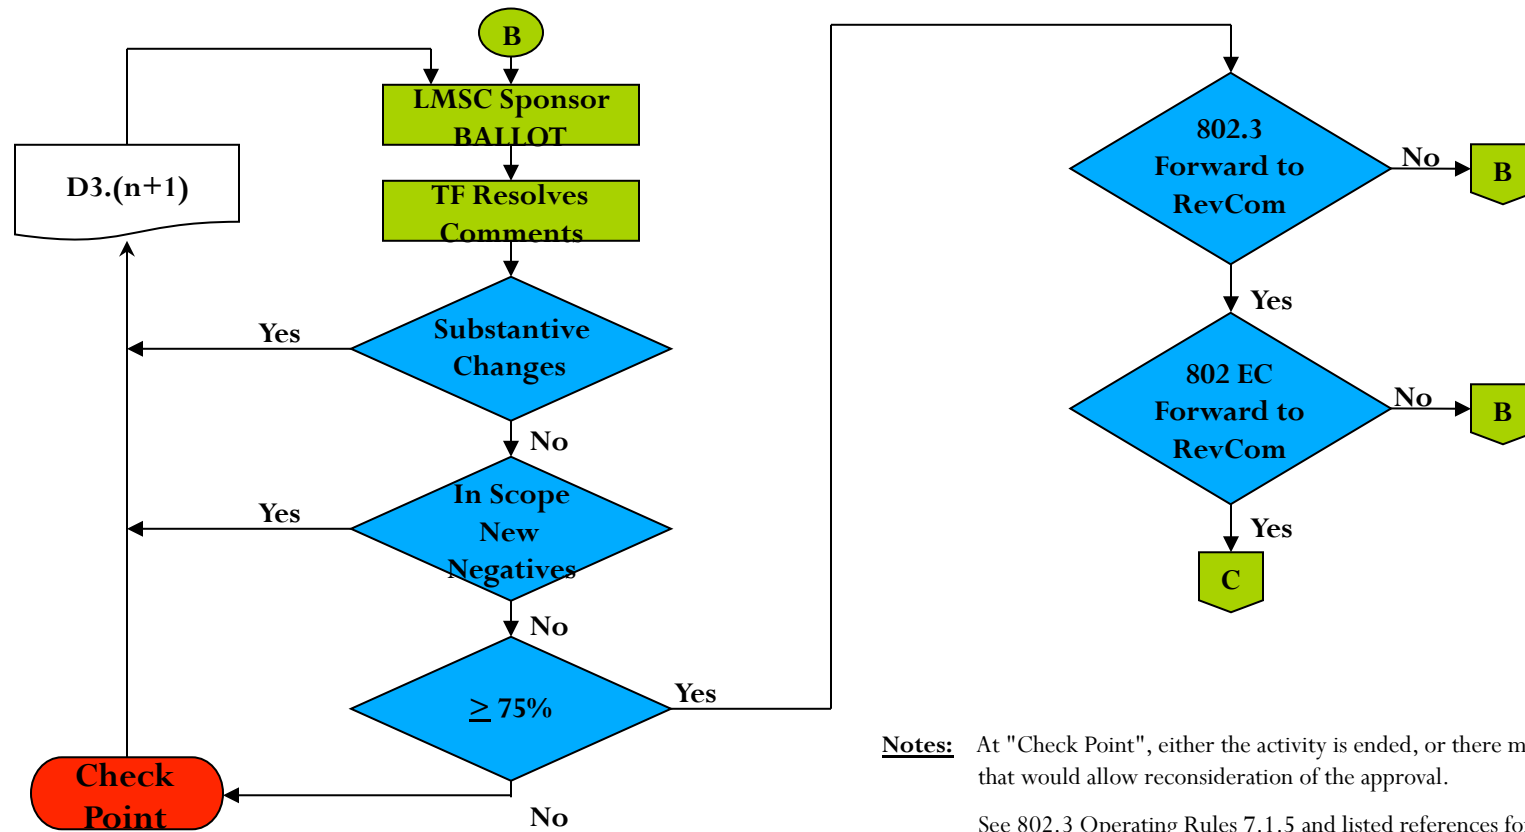 B
LMSC Sponsor
BALLOT
D3.(n+1)
TF Resolves
Comments
Substantive
Changes
Yes
No
In Scope
New
Negatives
Yes
No
≥ 75%
Yes
No
Check
Point
802.3
Forward to
RevCom
No
B
Yes
802 EC
Forward to
RevCom
No
B
Yes
C
Notes: At "Check Point", either the activity is ended, or there
that would allow reconsideration of the approval.
See 802.3 Operating Rules 7.1.5 and listed references